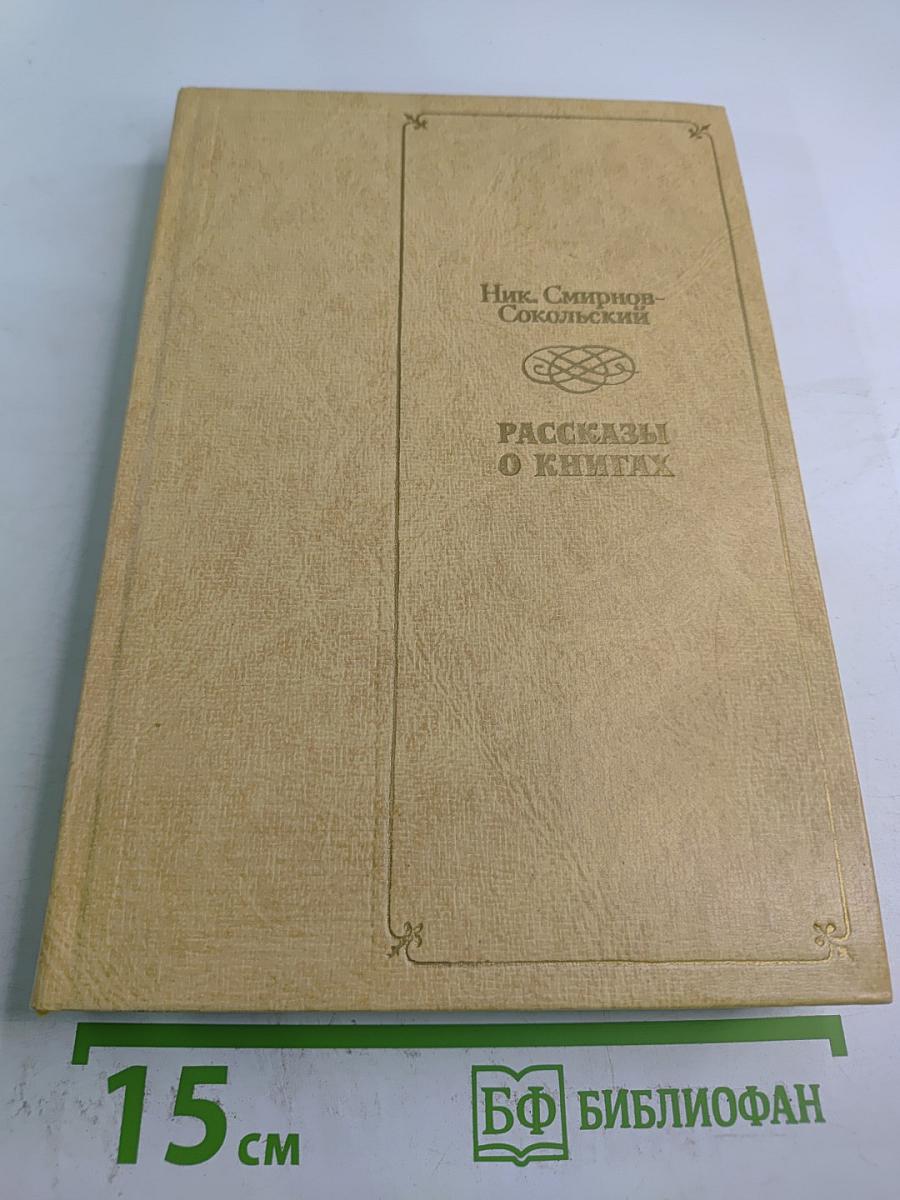 Ник. Смирнов-
Сокольский
РАССКАЗЫ
О КНИГАХ
15 см
БФ БИБЛИОФАН